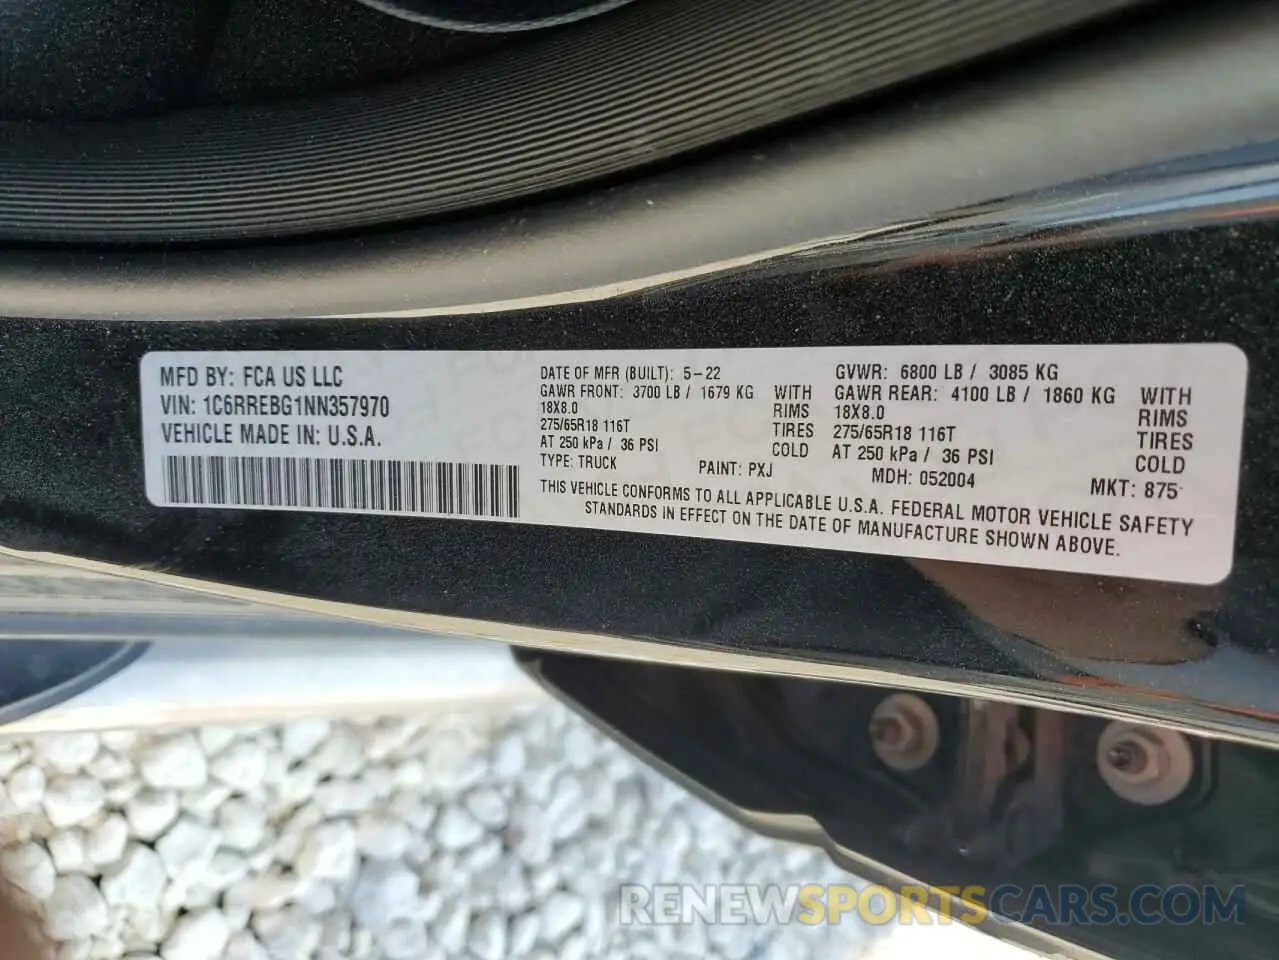 MFD BY: FCA US LLC
VIN: 1C6RREBG1NN357970
VEHICLE MADE IN: U.S.A.
DATE OF MFR (BUILT): 5-22
GAWR FRONT: 3700 LB / 1679 KG WITH
18X8.0 RIMS
275/65R18 116T TIRES
AT 250 kPa / 36 PSI COLD
TYPE: TRUCK PAINT: PXJ
GVWR: 6800 LB / 3085 KG
GAWR REAR: 4100 LB / 1860 KG WITH
18X8.0 RIMS
275/65R18 116T TIRES
AT 250 kPa / 36 PSI COLD
MDH: 052004 MKT: 875
THIS VEHICLE CONFORMS TO ALL APPLICABLE U.S.A. FEDERAL MOTOR VEHICLE SAFETY
STANDARDS IN EFFECT ON THE DATE OF MANUFACTURE SHOWN ABOVE.
RENEWSPORTSCARS.COM